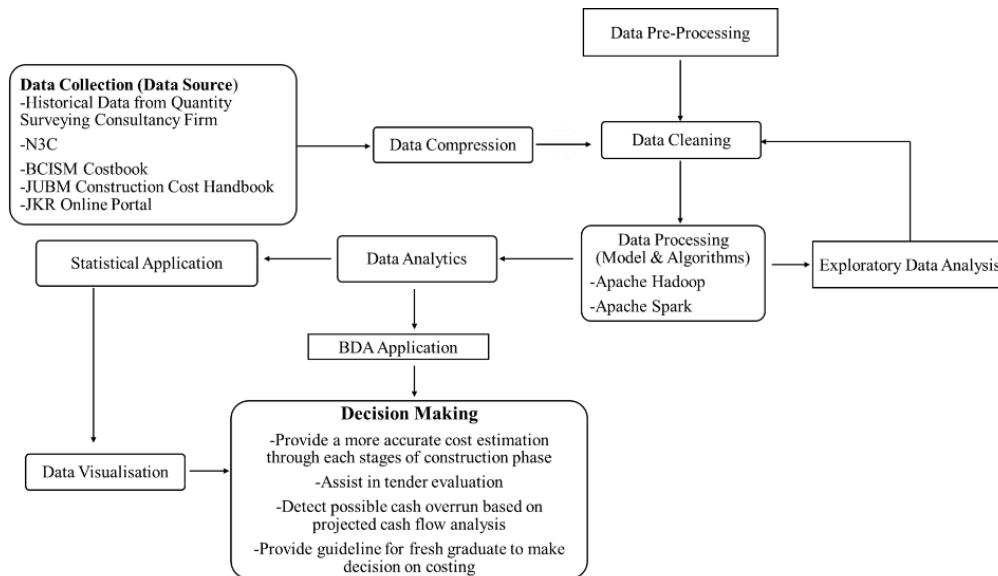 Data Pre-Processing
Data Collection (Data Source)
-Historical Data from Quantity
Surveying Consultancy Firm
-N3C
-BCISM Costbook
-JUBM Construction Cost Handbook
-JKR Online Portal
Data Compression
Data Cleaning
Statistical Application
Data Analytics
Data Processing
(Model & Algorithms)
-Apache Hadoop
-Apache Spark
Exploratory Data Analysis
BDA Application
Data Visualisation
Decision Making
-Provide a more accurate cost estimation
through each stages of construction phase
-Assist in tender evaluation
-Detect possible cash overrun based on
projected cash flow analysis
-Provide guideline for fresh graduate to make
decision on costing